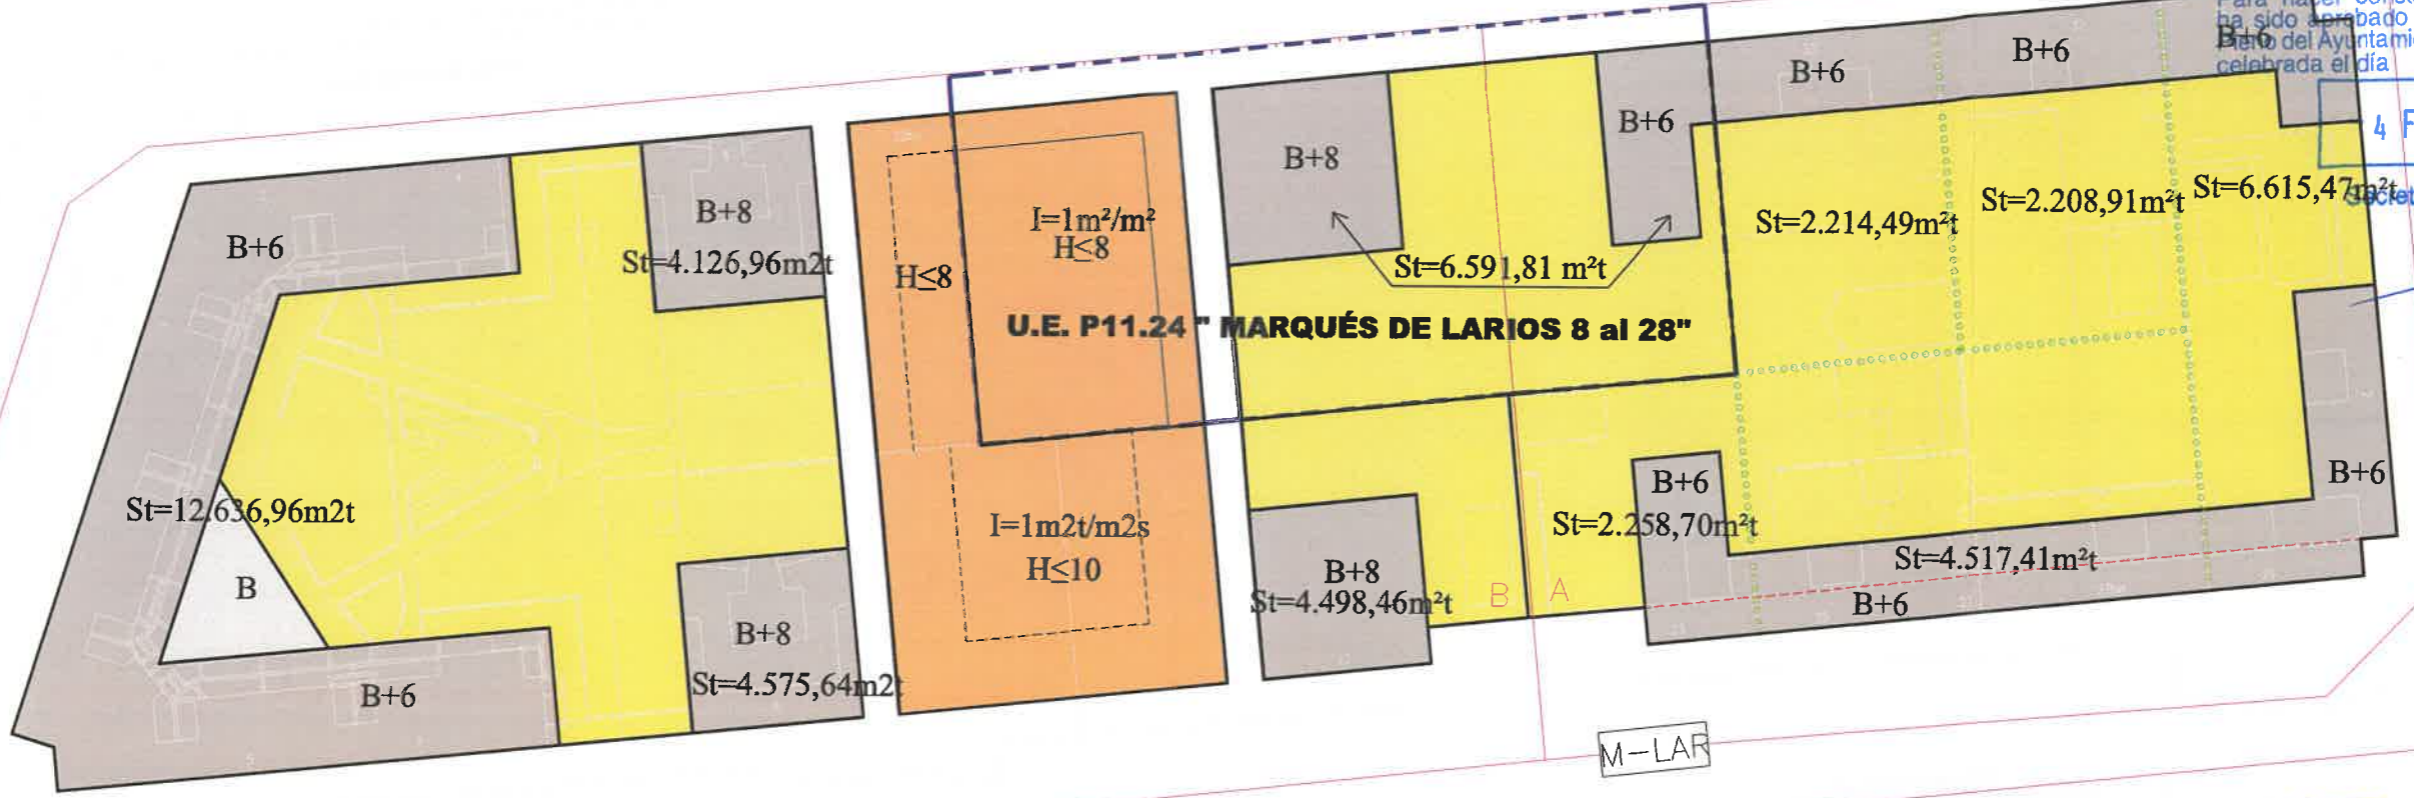 ha sido aprobado
Pleno del Ayuntami
celebrada el día
4 F
B+6
B+8
St=4.126,96m2t
St=12.636,96m2t
B
B+6
B+8
St=4.575,64m2t
H≤8
I=1m²/m²
H≤8
I=1m2t/m2s
H≤10
U.E. P11.24 " MARQUÉS DE LARIOS 8 al 28"
B+8
B+6
St=6.591,81 m²t
B+6
B+6
B+6
St=2.214,49m²t
St=2.208,91m²t
St=6.615,47m²t
B+8
St=4.498,46m²t
B A
B+6
St=2.258,70m²t
St=4.517,41m²t
B+6
B+6
M-LAR